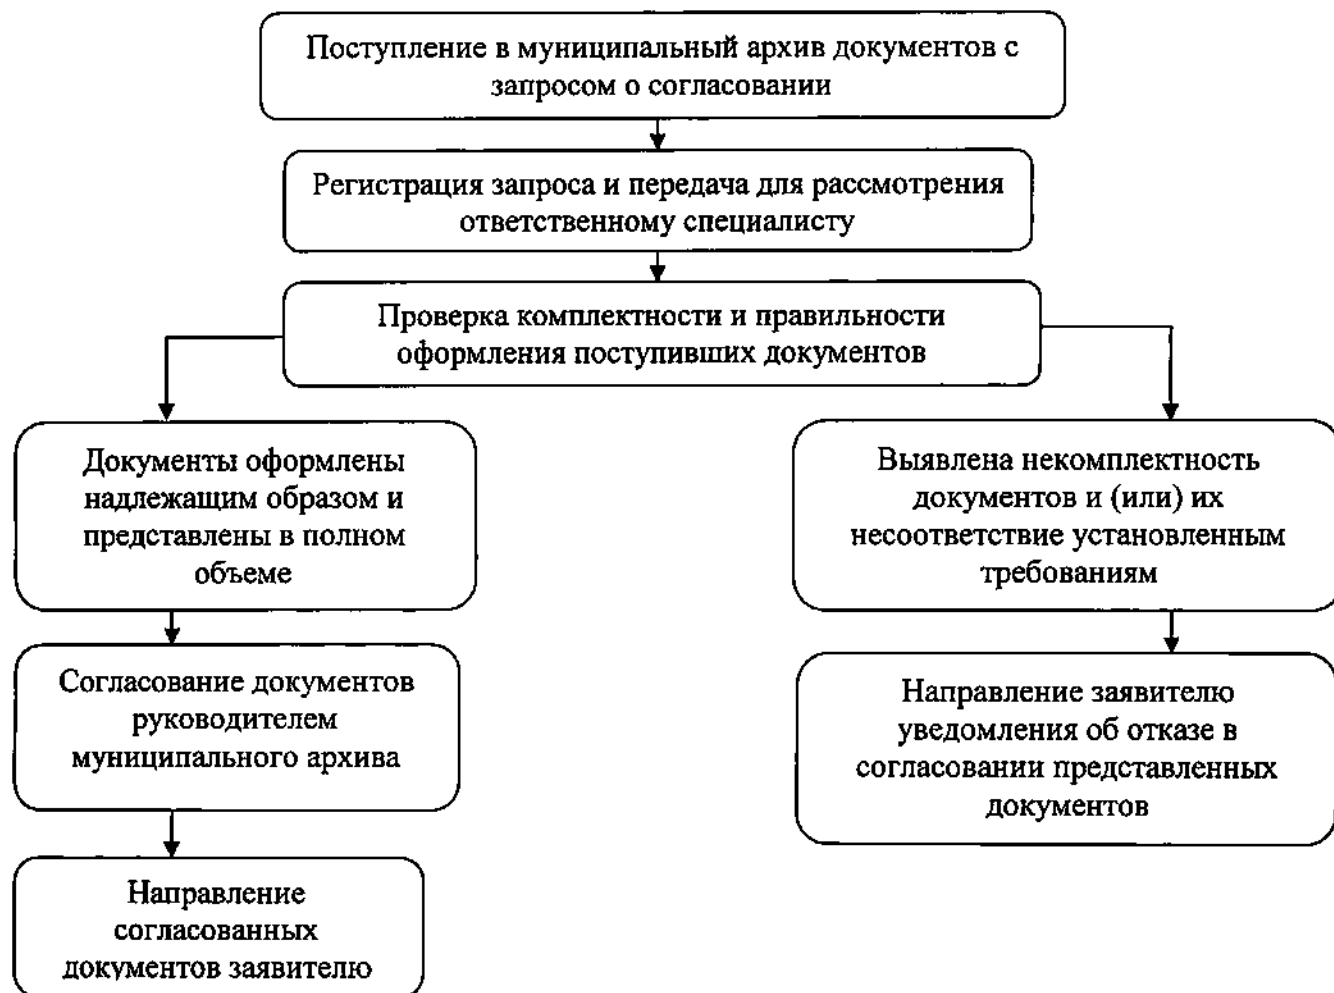 Поступление в муниципальный архив документов с
запросом о согласовании
Регистрация запроса и передача для рассмотрения
ответственному специалисту
Проверка комплектности и правильности
оформления поступивших документов
Документы оформлены
надлежащим образом и
представлены в полном
объеме
Выявлена некомплектность
документов и (или) их
несоответствие установленным
требованиям
Согласование документов
руководителем
муниципального архива
Направление заявителю
уведомления об отказе в
согласовании представленных
документов
Направление
согласованных
документов заявителю